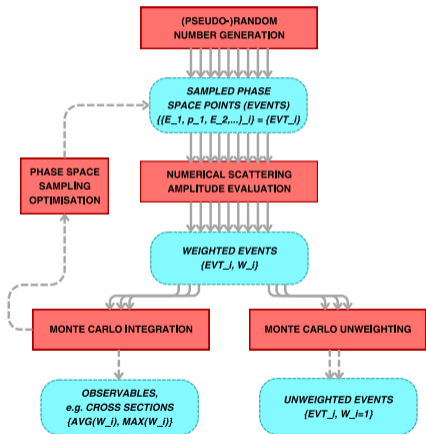 (PSEUDO-)RANDOM
NUMBER GENERATION
SAMPLED PHASE
SPACE POINTS (EVENTS)
{{E_1, p_1, E_2,...}_i} = {EVT_i}
PHASE SPACE
SAMPLING
OPTIMISATION
NUMERICAL SCATTERING
AMPLITUDE EVALUATION
WEIGHTED EVENTS
{EVT_i, W_i}
MONTE CARLO INTEGRATION
MONTE CARLO UNWEIGHTING
OBSERVABLES,
e.g. CROSS SECTIONS
{AVG(W_i), MAX(W_i)}
UNWEIGHTED EVENTS
{EVT_i, W_i=1}